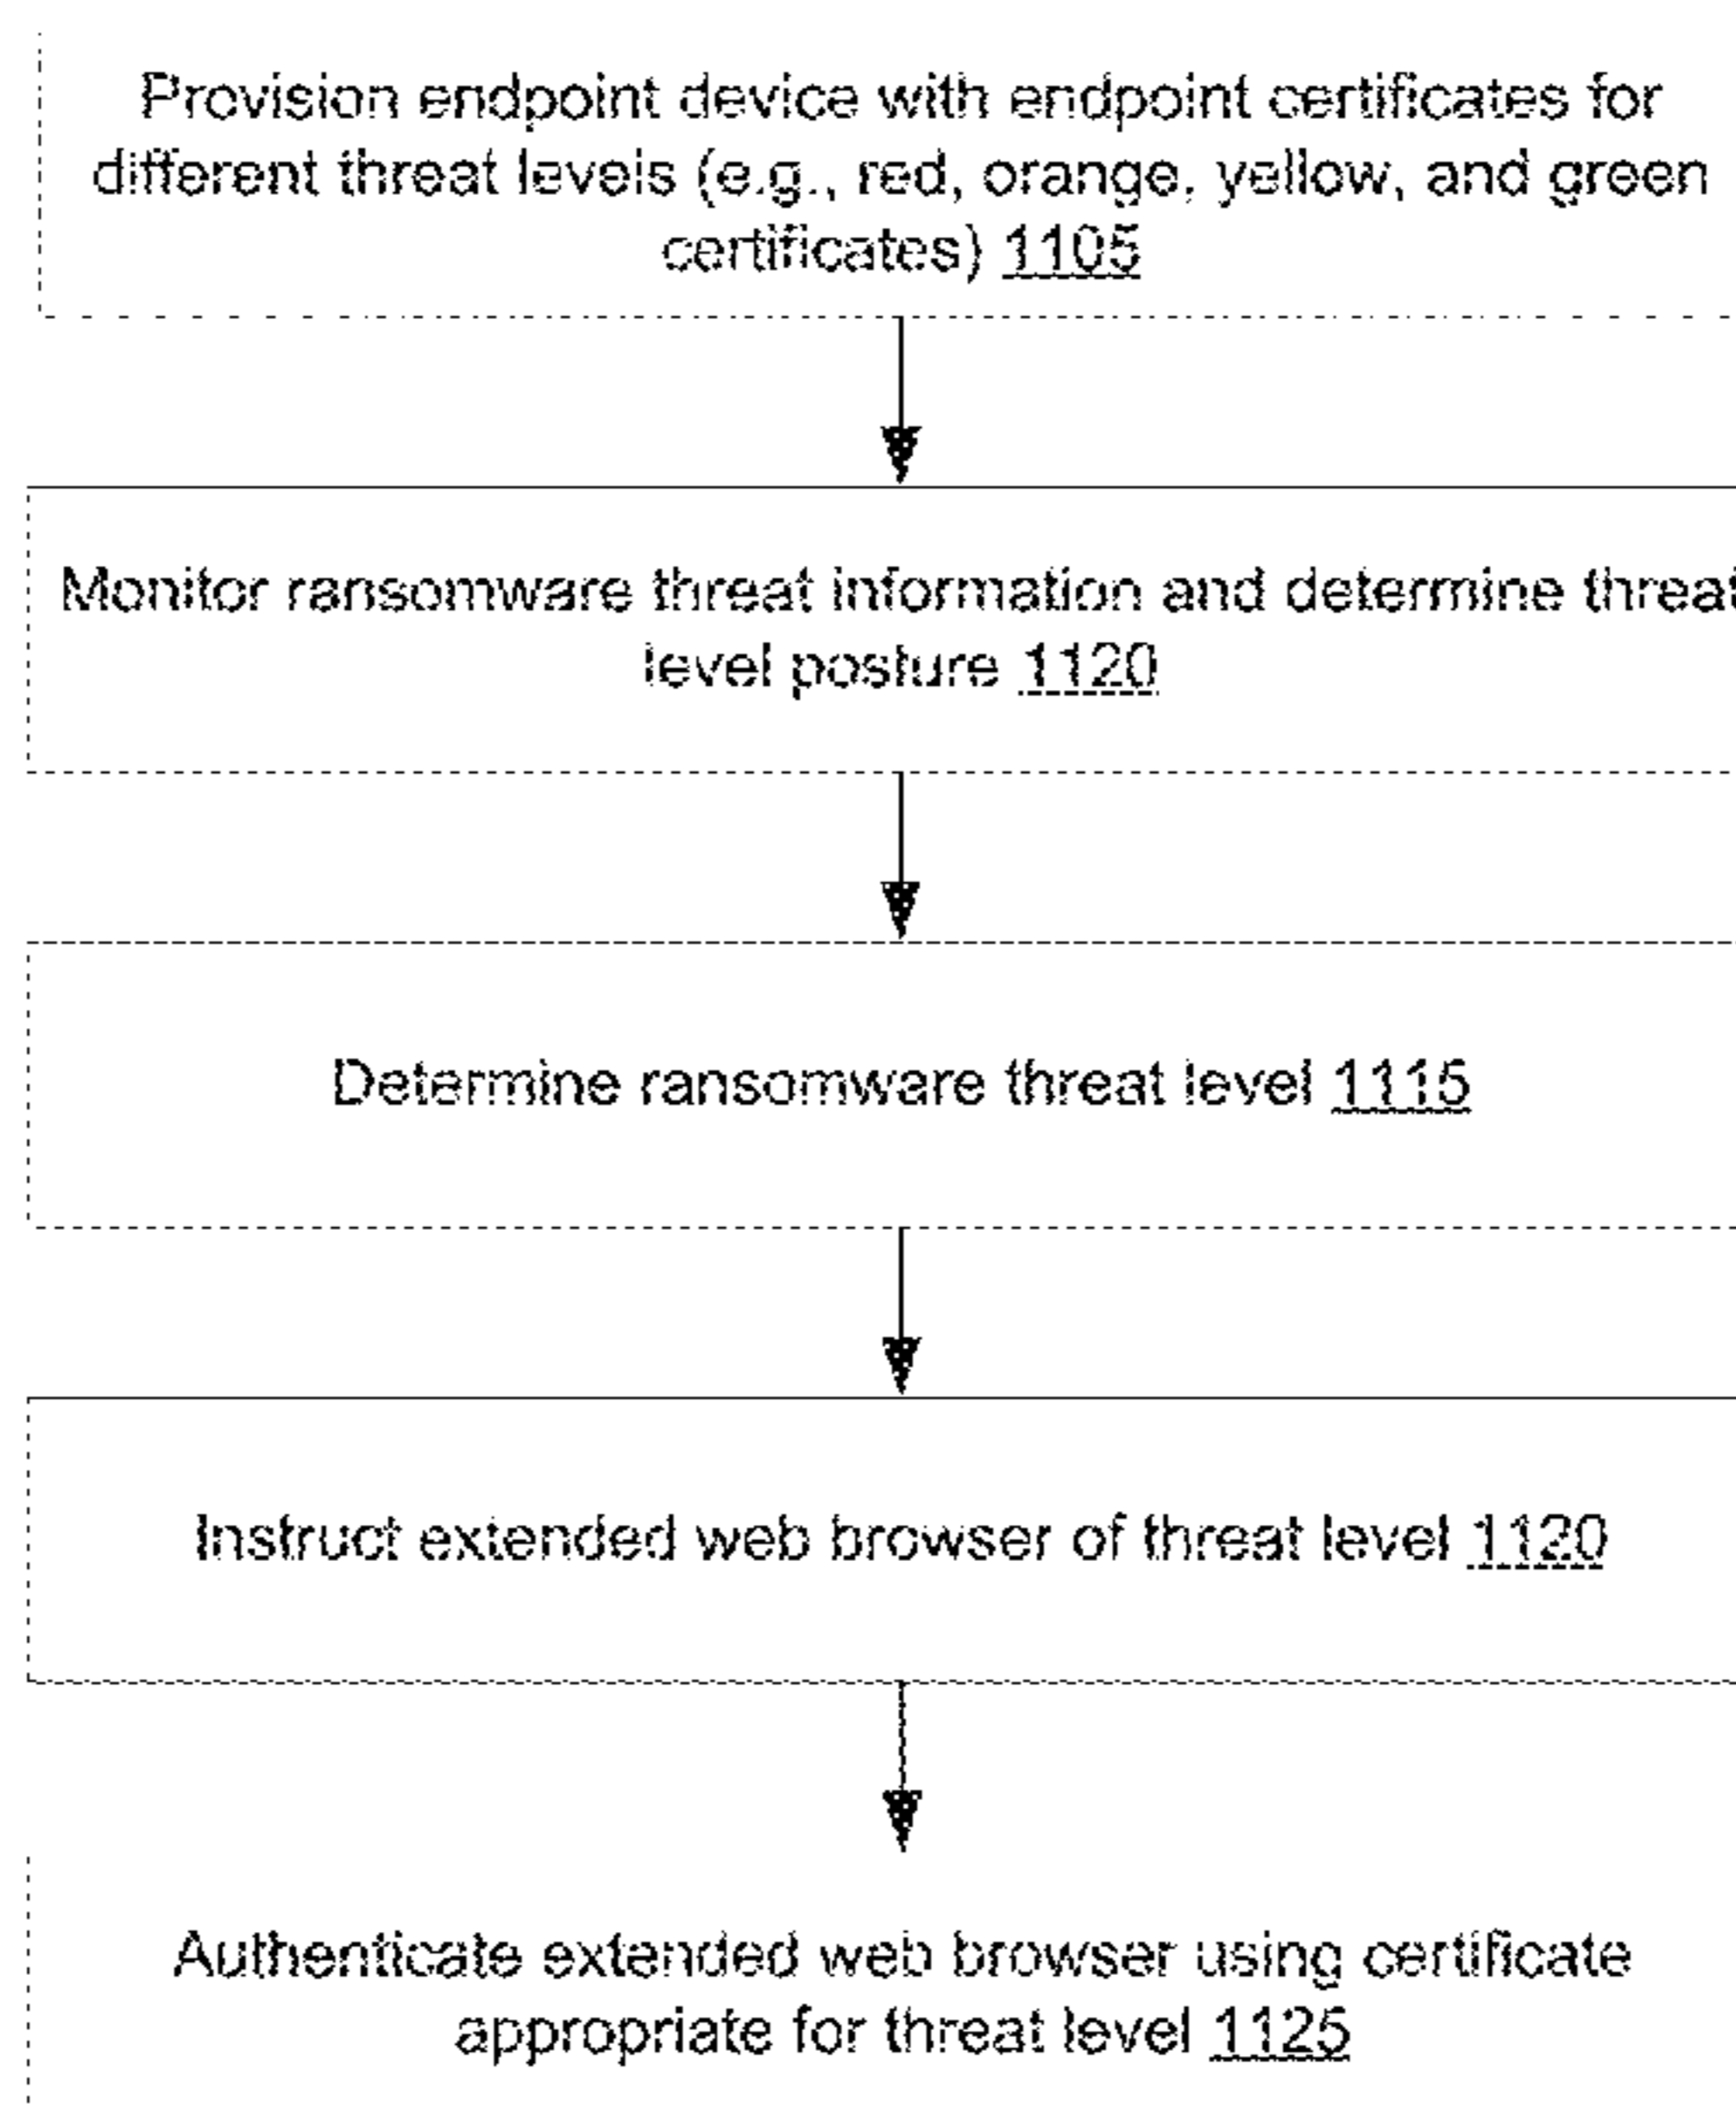 Provision endpoint device with endpoint certificates for
different threat levels (e.g., red, orange, yellow, and green
certificates) 1105
Monitor ransomware threat information and determine threat
level posture 1120
Determine ransomware threat level 1115
Instruct extended web browser of threat level 1120
Authenticate extended web browser using certificate
appropriate for threat level 1125